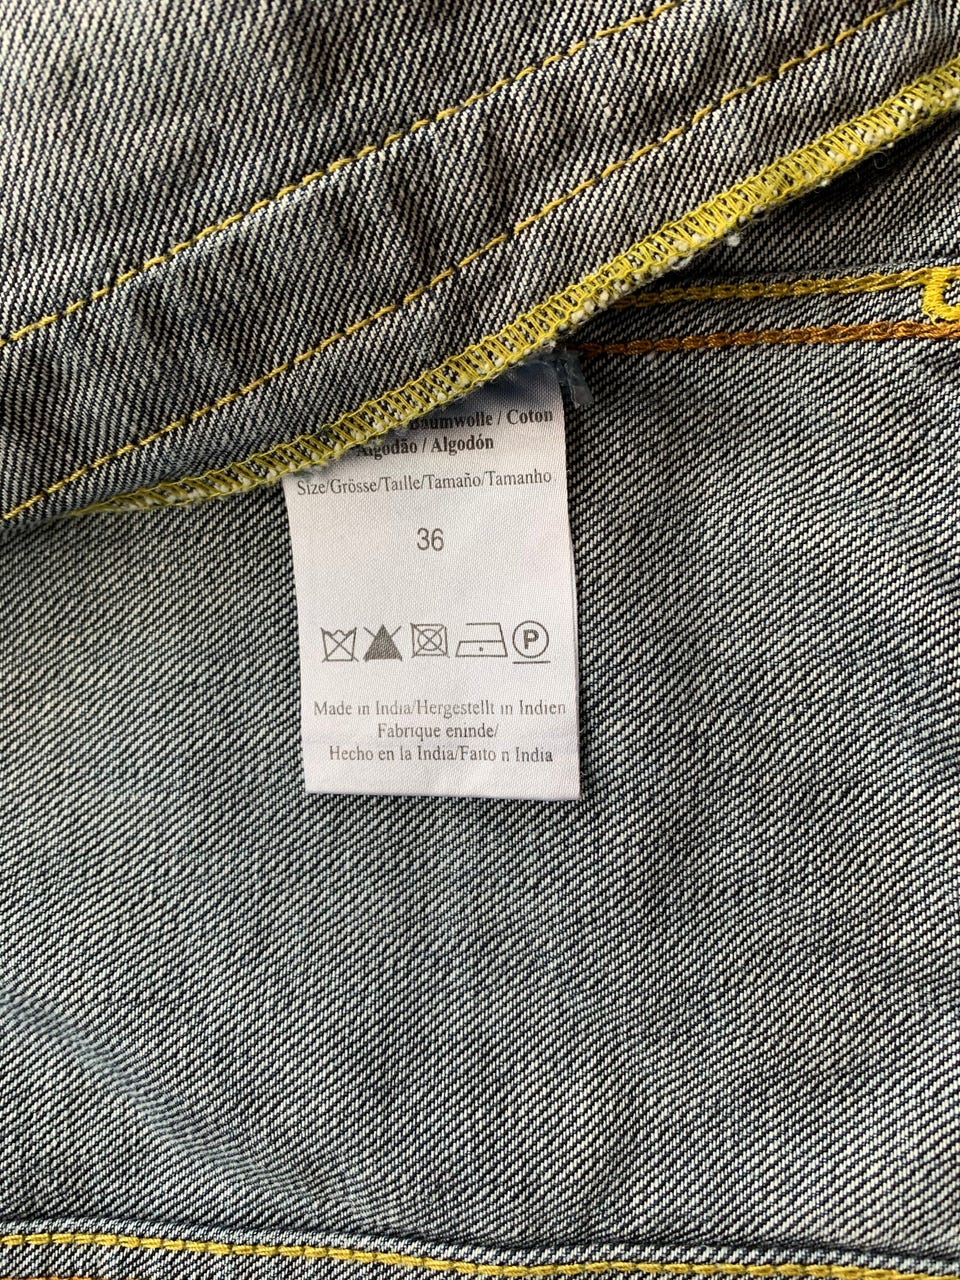 Baumwolle / Coton
Algodão / Algodón
Size/Grösse/Taille/Tamaño/Tamanho
36
P
Made in India/Hergestellt in Indien
Fabrique eninde/
Hecho en la India/Faito n India